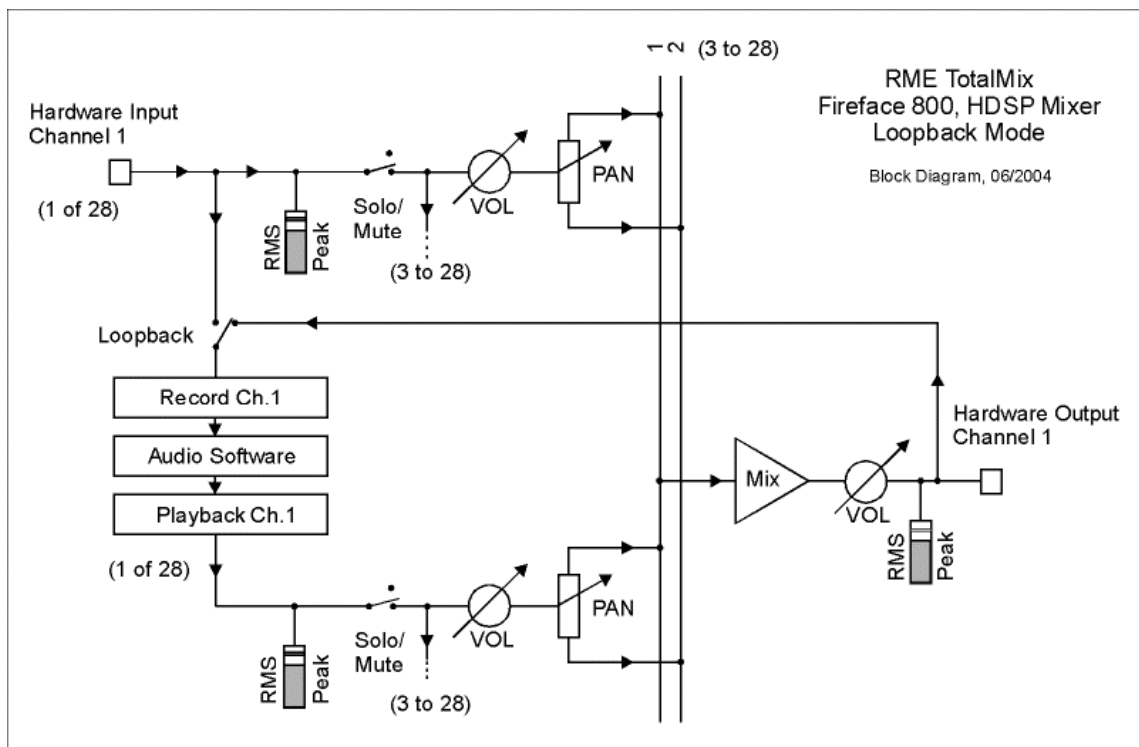 1
2
(3 to 28)
RME TotalMix
Fireface 800, HDSP Mixer
Loopback Mode
Block Diagram, 06/2004
Hardware Input
Channel 1
(1 of 28)
RMS
Peak
Solo/
Mute
(3 to 28)
VOL
PAN
Loopback
Record Ch.1
Audio Software
Playback Ch.1
(1 of 28)
RMS
Peak
Solo/
Mute
(3 to 28)
VOL
PAN
Mix
VOL
Hardware Output
Channel 1
RMS
Peak